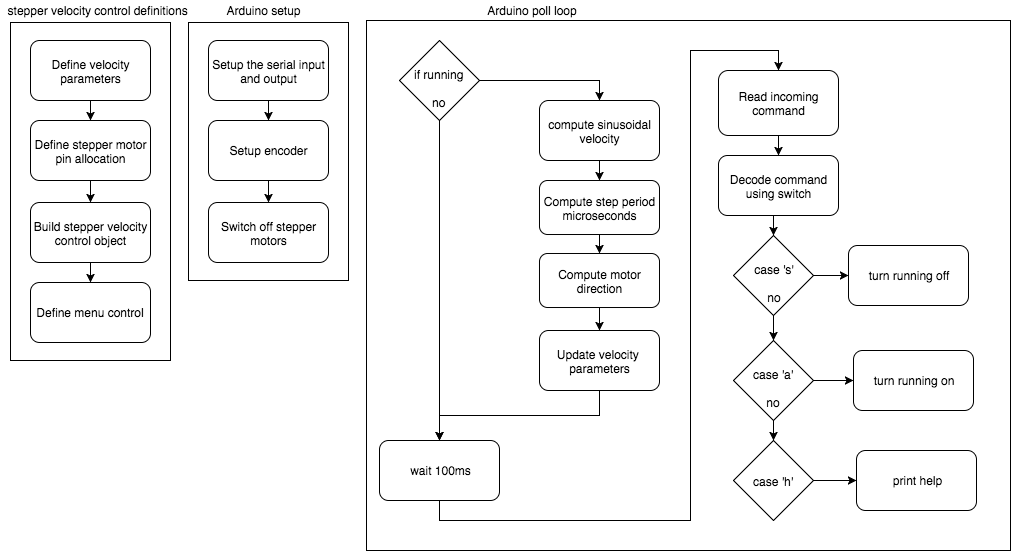 stepper velocity control definitions
Define velocity
parameters
Define stepper motor
pin allocation
Build stepper velocity
control object
Define menu control
Arduino setup
Setup the serial input
and output
Setup encoder
Switch off stepper
motors
Arduino poll loop
if running
no
compute sinusoidal
velocity
Compute step period
microseconds
Compute motor
direction
Update velocity
parameters
wait 100ms
Read incoming
command
Decode command
using switch
case 's'
no
turn running off
case 'a'
no
turn running on
case 'h'
print help